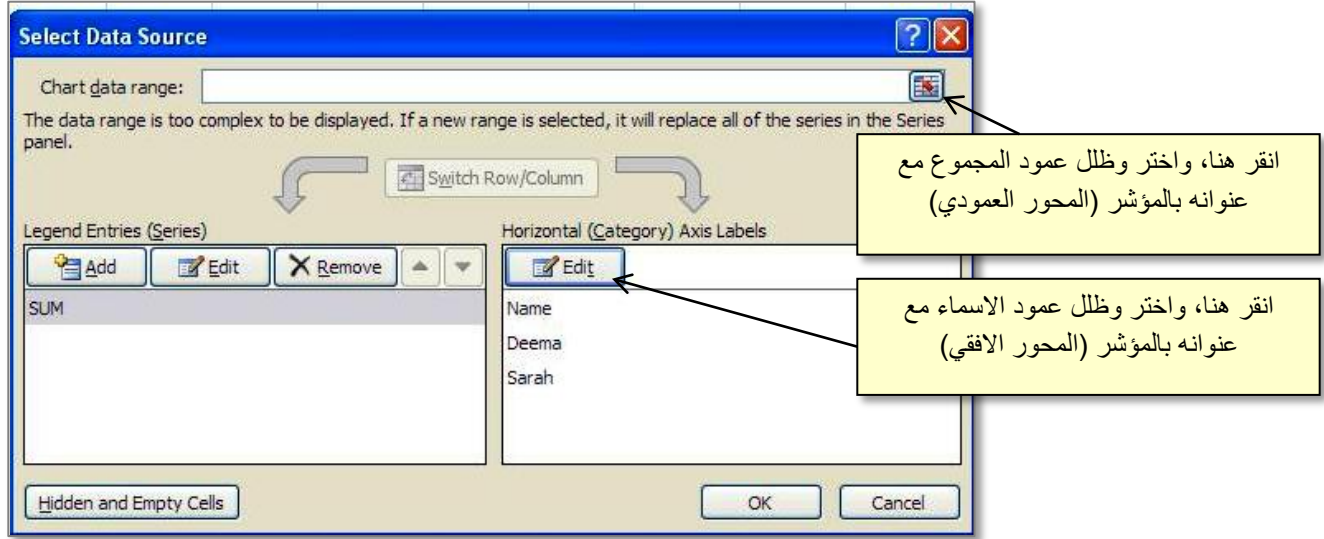 Select Data Source
Chart data range:
The data range is too complex to be displayed. If a new range is selected, it will replace all of the series in the Series
panel.
انقر هنا، واختر وظلل عمود المجموع مع
عنوانه بالمؤشر (المحور العمودي)
Switch Row/Column
Legend Entries (Series)
Horizontal (Category) Axis Labels
Add Edit Remove
Edit
SUM
Name
Deema
Sarah
انقر هنا، واختر وظلل عمود الاسماء مع
عنوانه بالمؤشر (المحور الافقي)
Hidden and Empty Cells
OK
Cancel